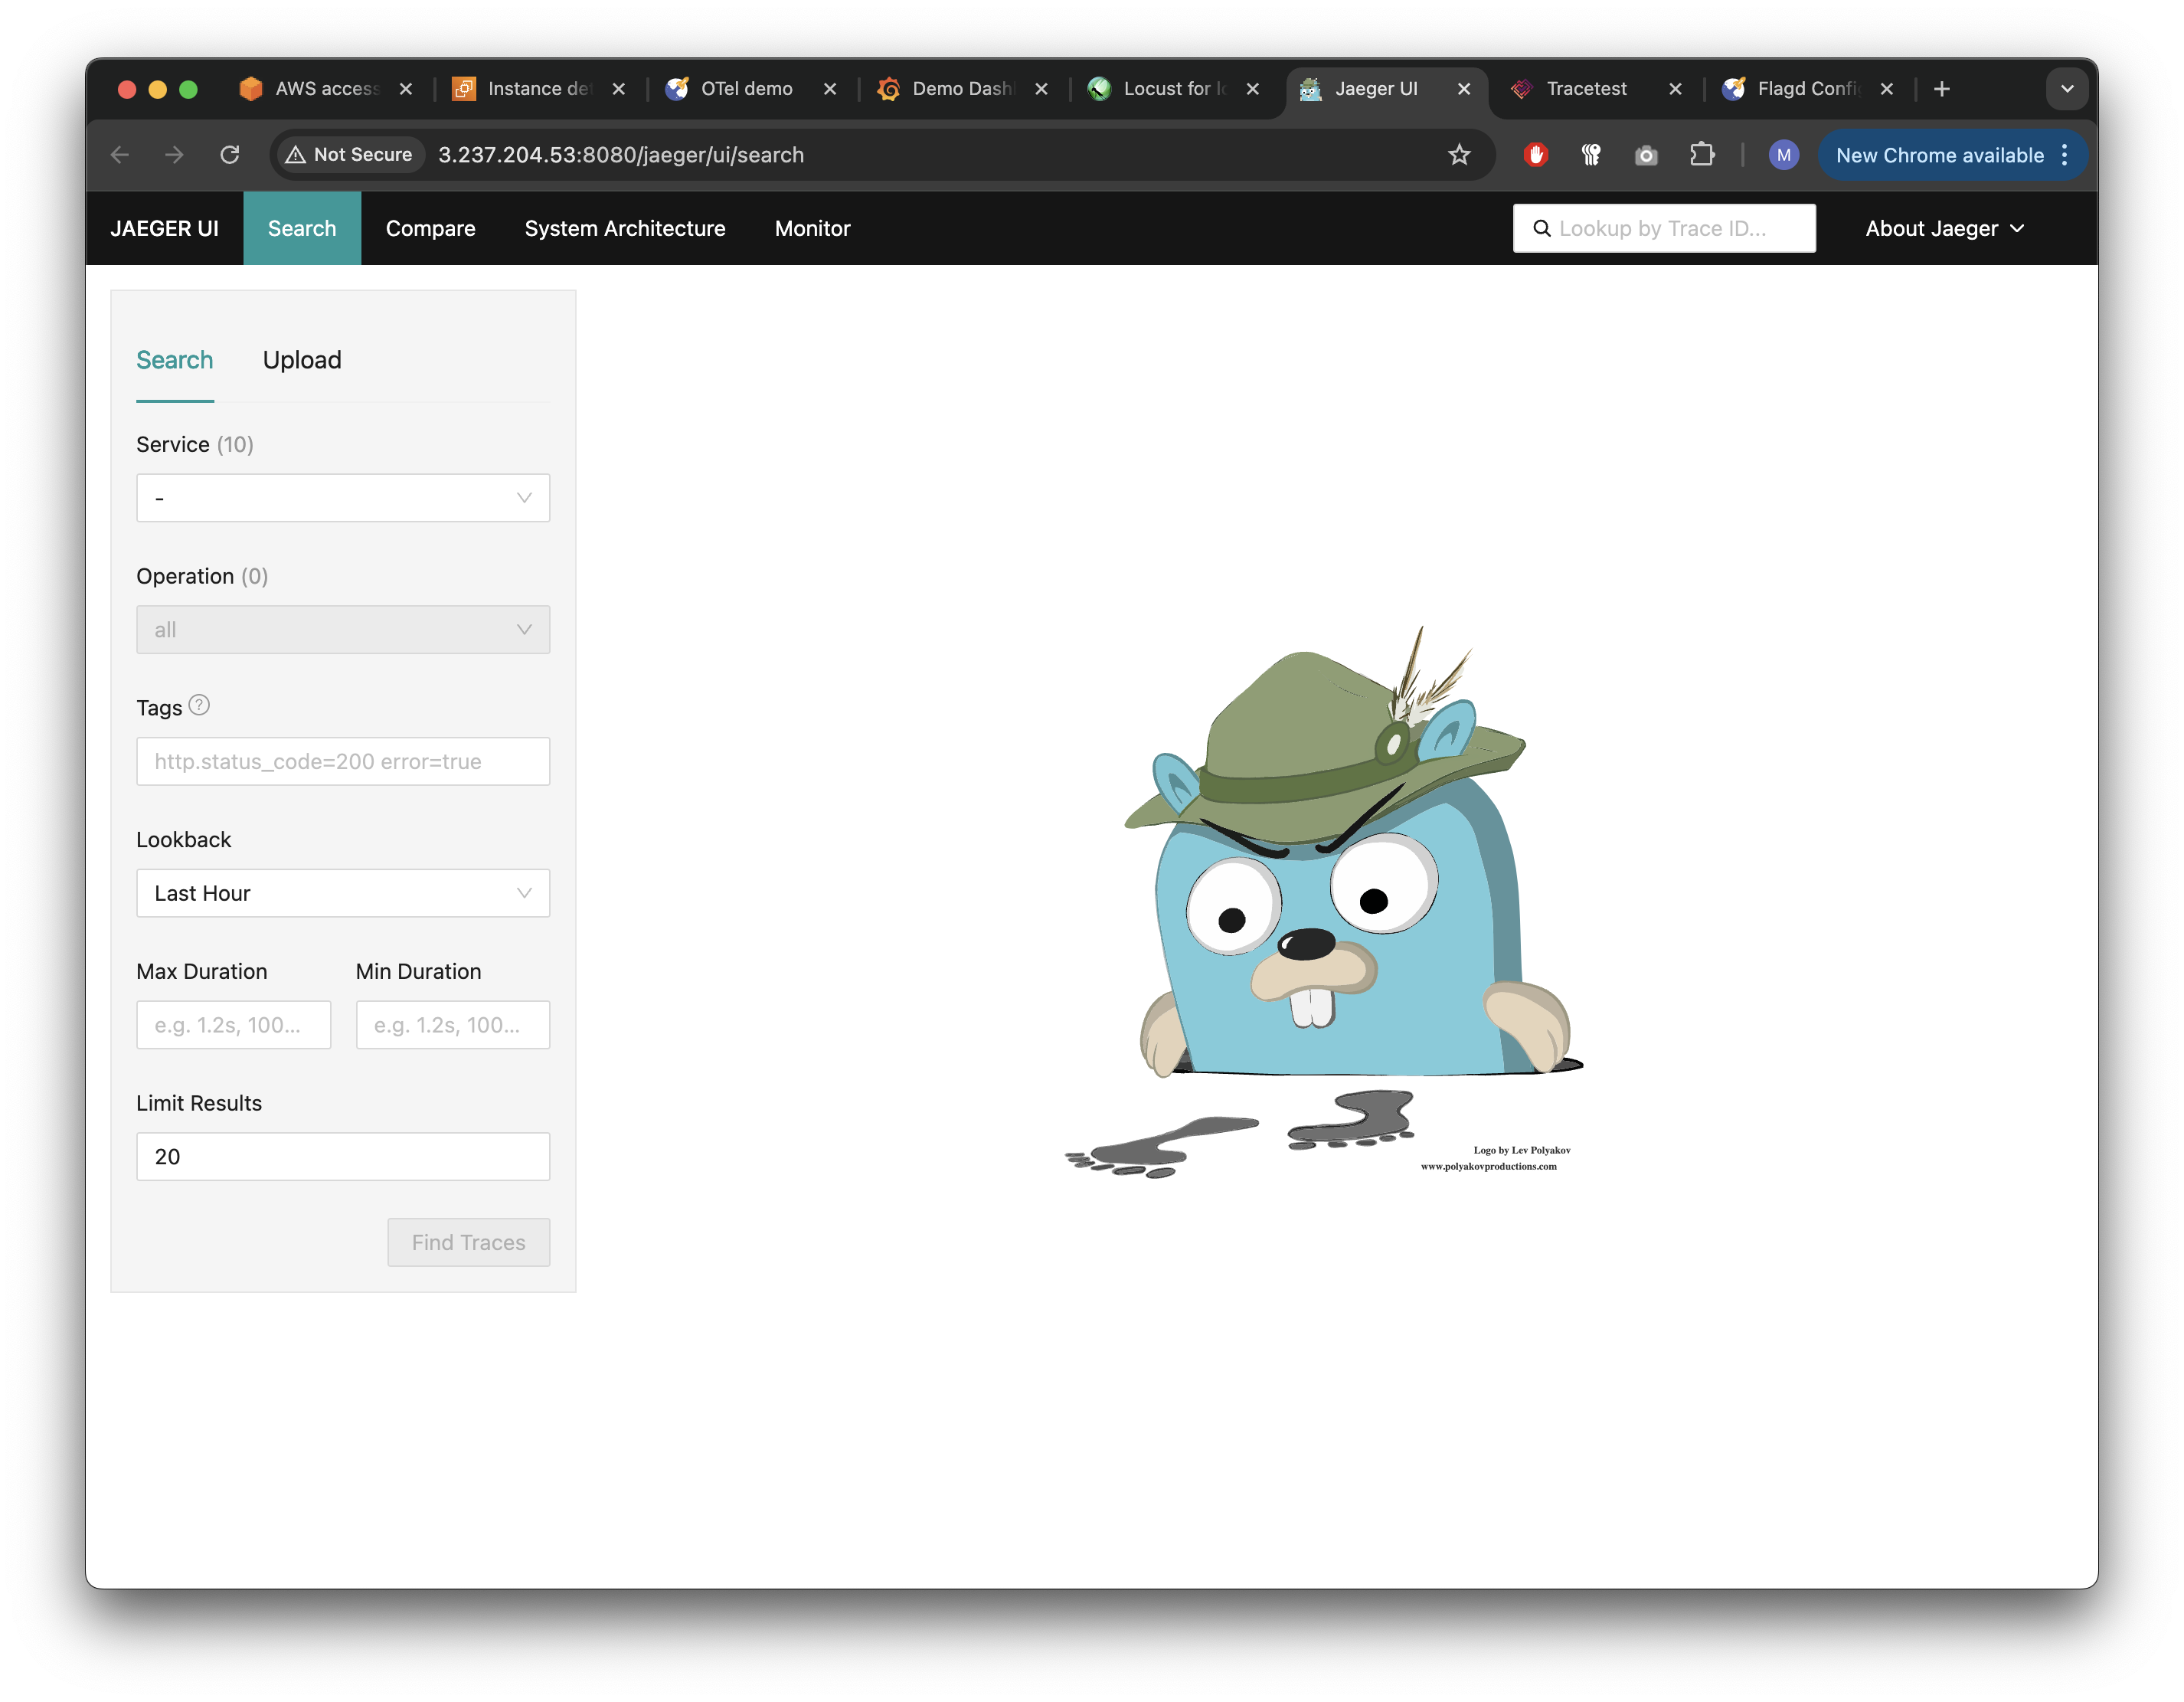 AWS access
Instance det
OTel demo
Demo Dash
Locust for lo
Jaeger UI
Tracetest
Flagd Confi
Not Secure
3.237.204.53:8080/jaeger/ui/search
M
New Chrome available
JAEGER UI
Search
Compare
System Architecture
Monitor
Lookup by Trace ID...
About Jaeger
Search
Upload
Service (10)
-
Operation (0)
all
Tags ?
http.status_code=200 error=true
Lookback
Last Hour
Max Duration
Min Duration
e.g. 1.2s, 100...
e.g. 1.2s, 100...
Limit Results
20
Find Traces
Logo by Lev Polyakov
www.polyakovproductions.com